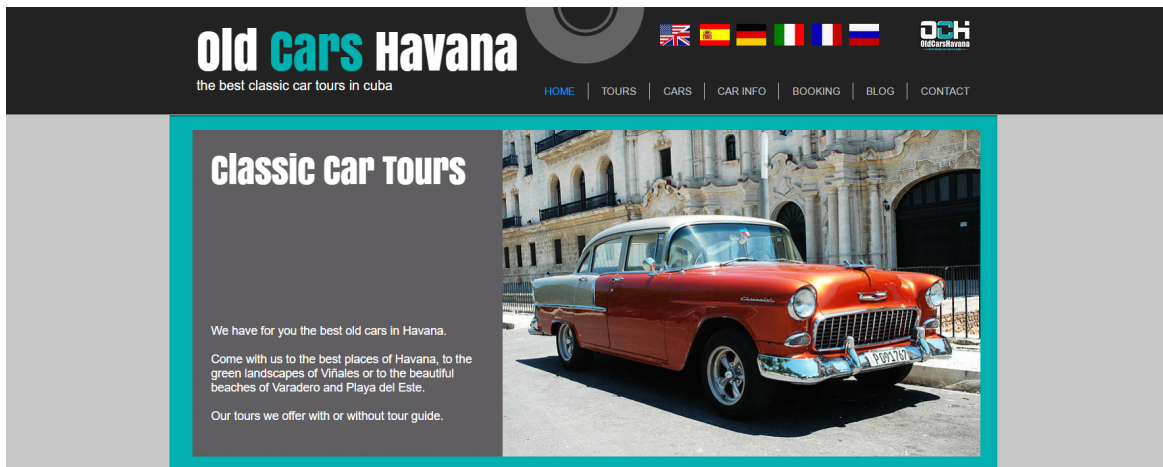 Old Cars Havana
the best classic car tours in cuba
OCH
OldCarsHavana
HOME TOURS CARS CAR INFO BOOKING BLOG CONTACT
Classic Car Tours
We have for you the best old cars in Havana.
Come with us to the best places of Havana, to the
green landscapes of Viñales or to the beautiful
beaches of Varadero and Playa del Este.
Our tours we offer with or without tour guide.
Chevrolet
P091767